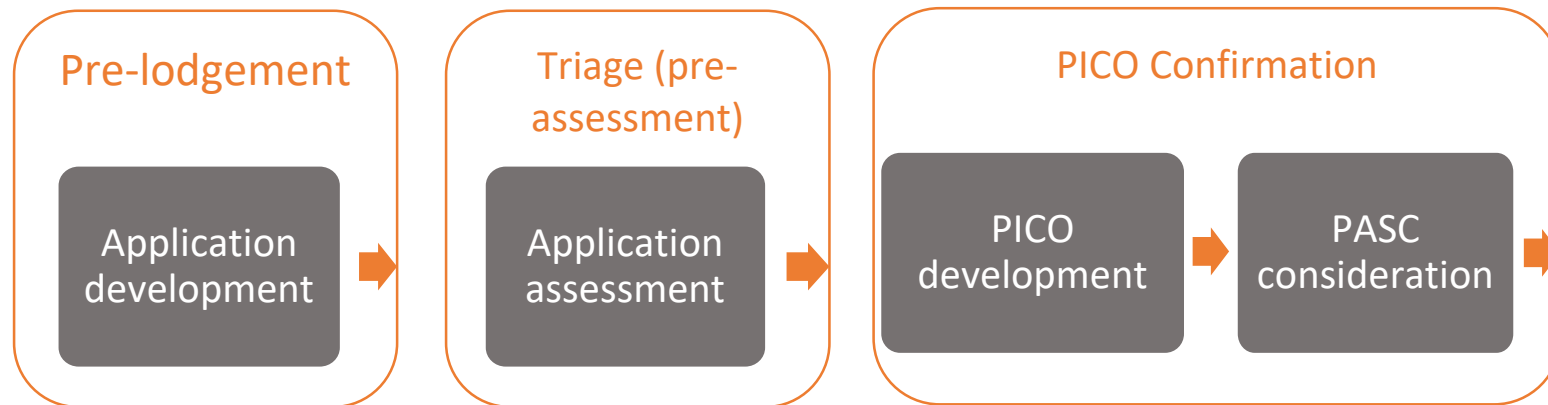 Pre-lodgement
Application
development
Triage (pre-
assessment)
Application
assessment
PICO Confirmation
PICO
development
PASC
consideration